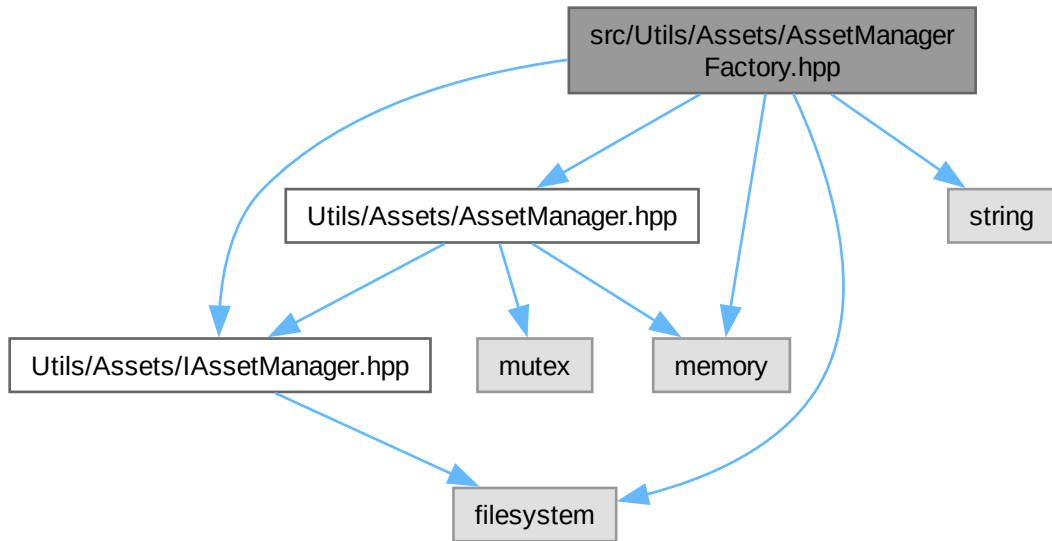 src/Utils/Assets/AssetManager
Factory.hpp
Utils/Assets/AssetManager.hpp
string
Utils/Assets/IAssetManager.hpp
mutex
memory
filesystem